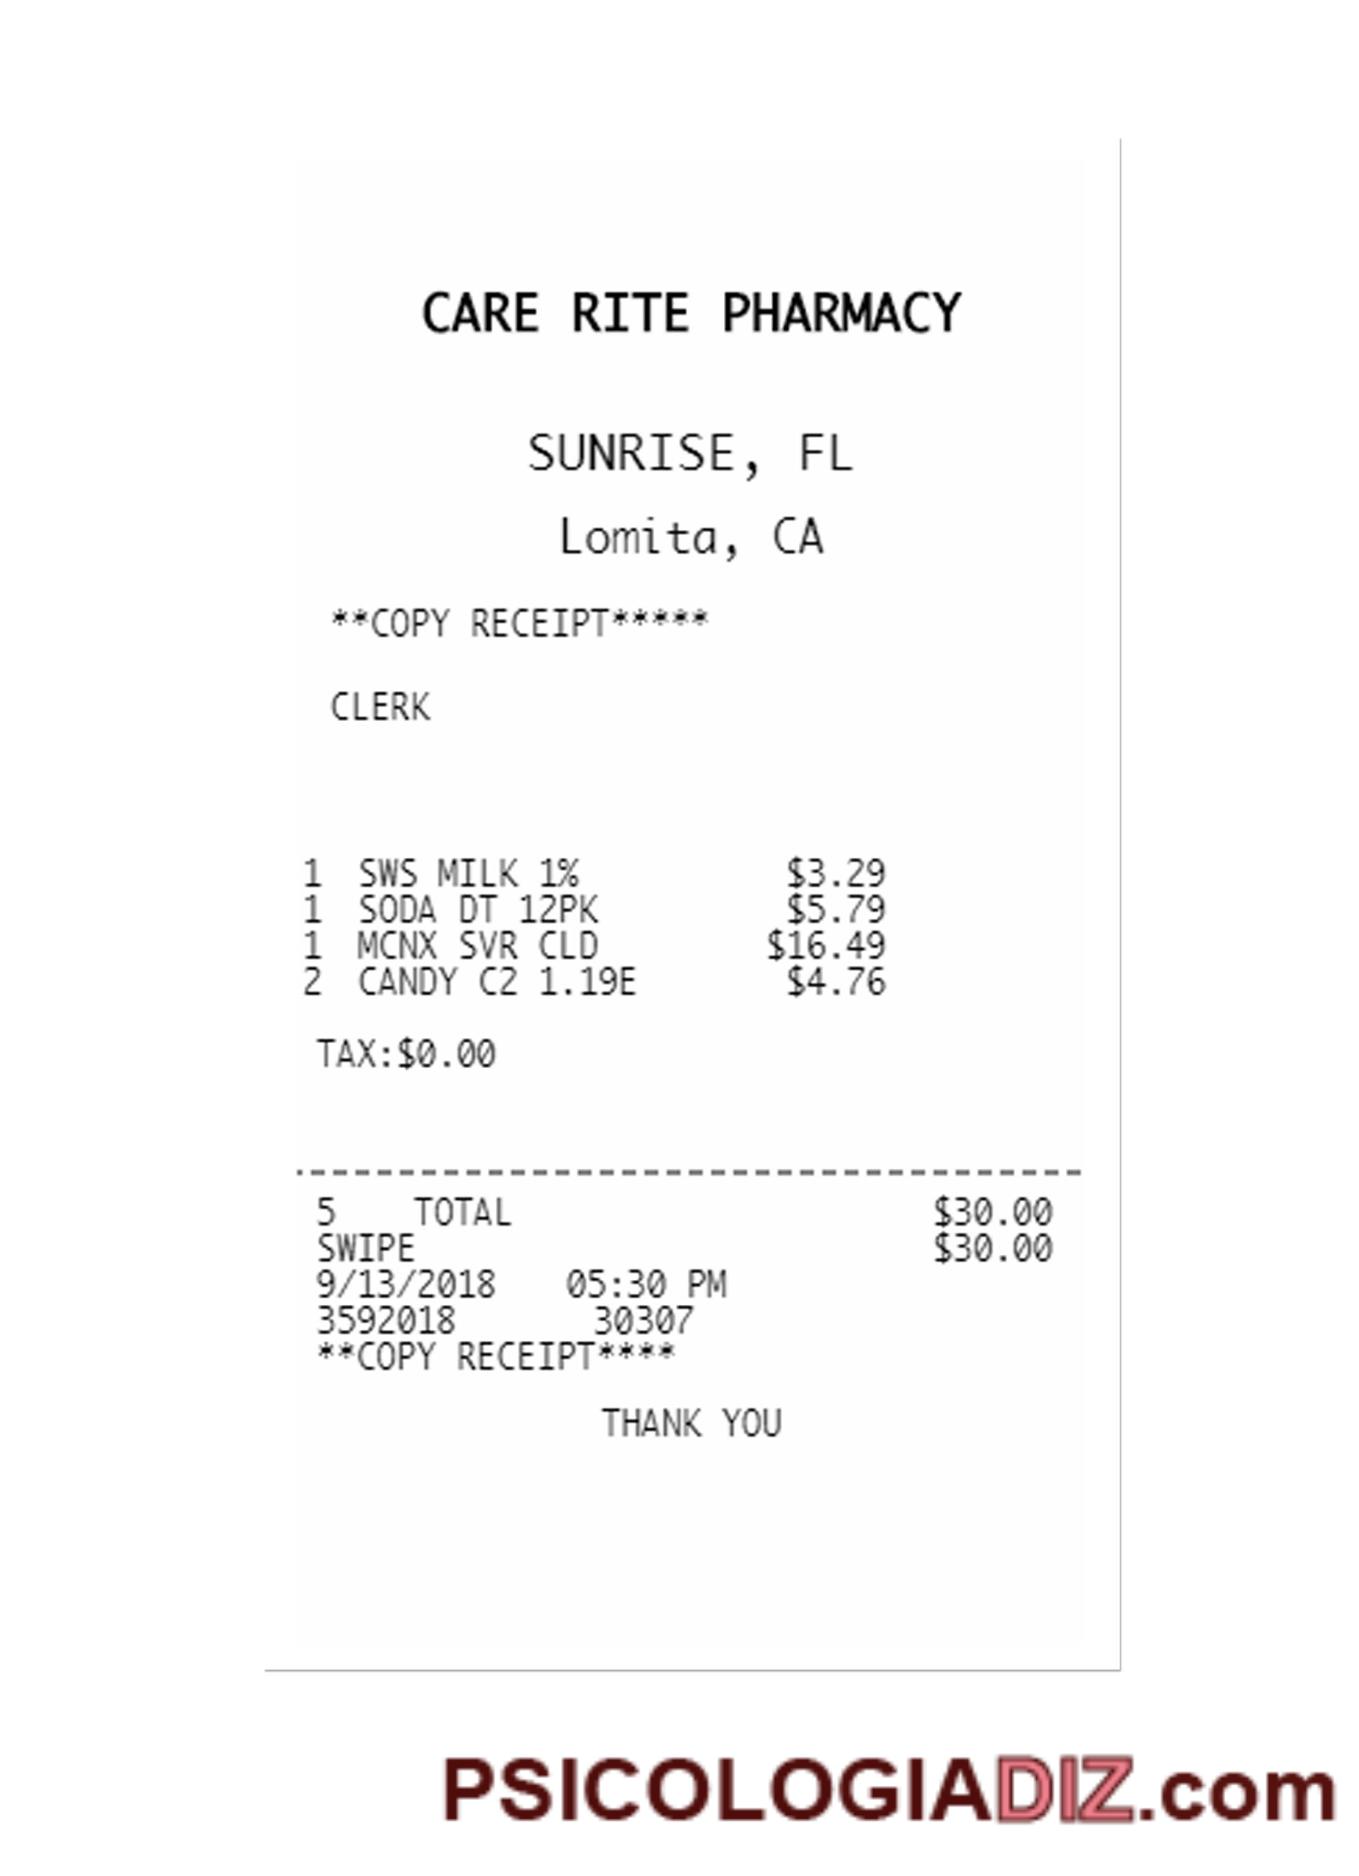 CARE RITE PHARMACY
SUNRISE, FL
Lomita, CA
**COPY RECEIPT*****
CLERK
1 SWS MILK 1% $3.29
1 SODA DT 12PK $5.79
1 MCNX SVR CLD $16.49
2 CANDY C2 1.19E $4.76
TAX:$0.00
5 TOTAL $30.00
SWIPE $30.00
9/13/2018 05:30 PM
3592018 30307
**COPY RECEIPT****
THANK YOU
PSICOLOGIADIZ.com